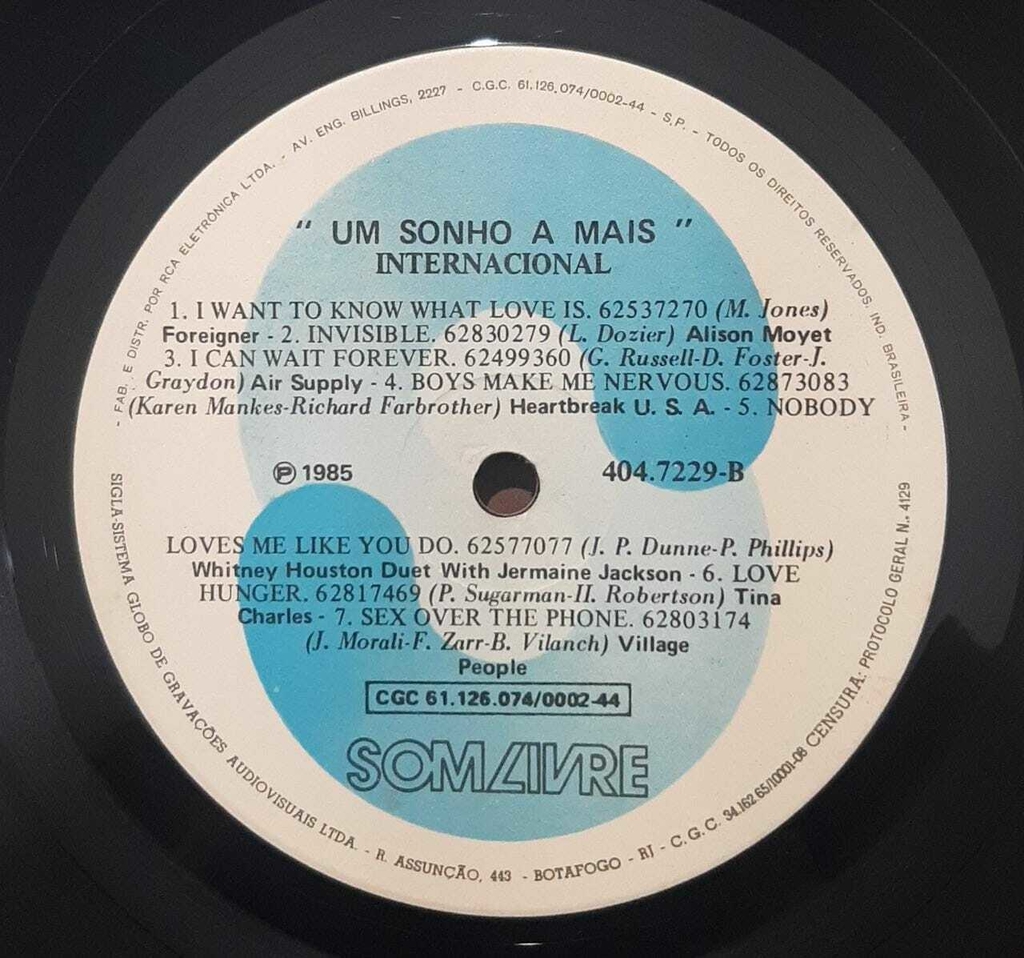 - FAB. E DISTR. POR RCA ELETRÔNICA LTDA. - AV. ENG. BILLINGS, 2227 - C.G.C. 61.126.074/0002-44 - S.P. - TODOS OS DIREITOS RESERVADOS. IND. BRASILEIRA -
" UM SONHO A MAIS "
INTERNACIONAL
1. I WANT TO KNOW WHAT LOVE IS. 62537270 (M. Jones)
Foreigner - 2. INVISIBLE. 62830279 (L. Dozier) Alison Moyet
3. I CAN WAIT FOREVER. 62499360 (G. Russell-D. Foster-J.
Graydon) Air Supply - 4. BOYS MAKE ME NERVOUS. 62873083
(Karen Mankes-Richard Farbrother) Heartbreak U. S. A. - 5. NOBODY
Ⓟ 1985
404.7229-B
LOVES ME LIKE YOU DO. 62577077 (J. P. Dunne-P. Phillips)
Whitney Houston Duet With Jermaine Jackson - 6. LOVE
HUNGER. 62817469 (P. Sugarman-H. Robertson) Tina
Charles - 7. SEX OVER THE PHONE. 62803174
(J. Morali-F. Zarr-B. Vilanch) Village
People
CGC 61.126.074/0002-44
SOM LIVRE
SIGLA-SISTEMA GLOBO DE GRAVAÇÕES AUDIOVISUAIS LTDA. - R. ASSUNÇÃO, 443 - BOTAFOGO - RJ - C.G.C. 34.162.651/0001-08 CENSURA: PROTOCOLO GERAL N.. 4129